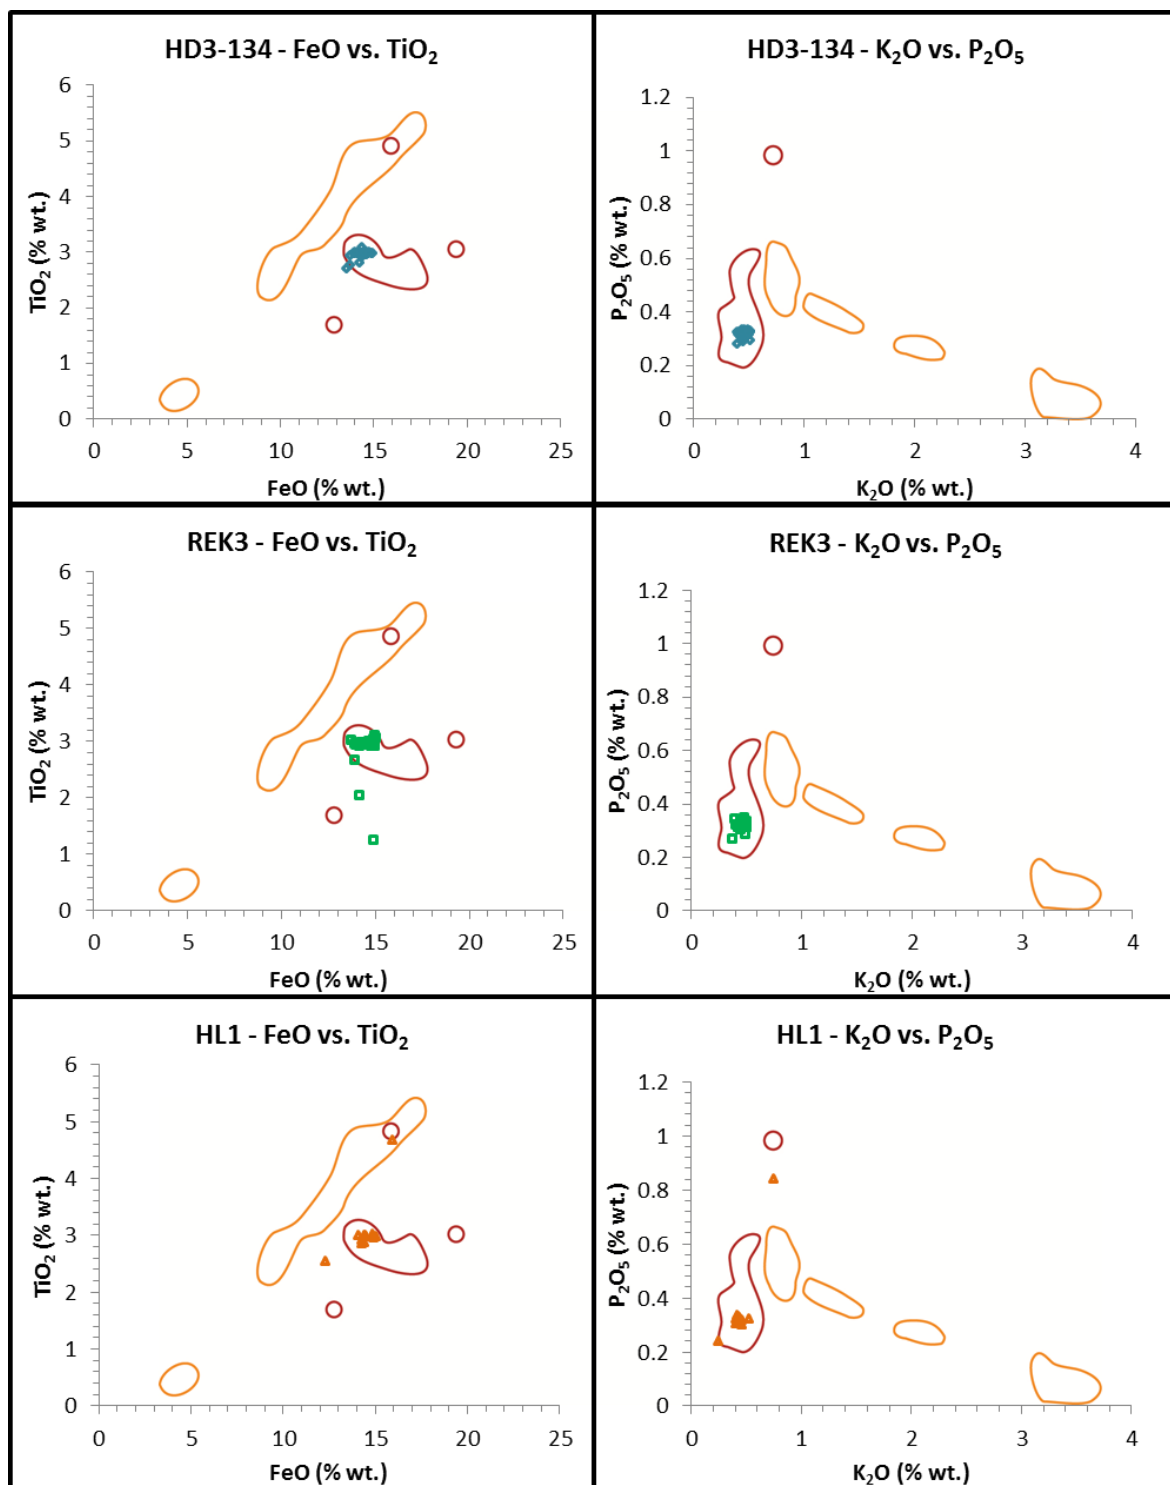 HD3-134 - FeO vs. TiO₂
6
5
4
3
2
1
0
TiO₂ (% wt.)
0 5 10 15 20 25
FeO (% wt.)
HD3-134 - K₂O vs. P₂O₅
1.2
1
0.8
0.6
0.4
0.2
0
P₂O₅ (% wt.)
0 1 2 3 4
K₂O (% wt.)
REK3 - FeO vs. TiO₂
6
5
4
3
2
1
0
TiO₂ (% wt.)
0 5 10 15 20 25
FeO (% wt.)
REK3 - K₂O vs. P₂O₅
1.2
1
0.8
0.6
0.4
0.2
0
P₂O₅ (% wt.)
0 1 2 3 4
K₂O (% wt.)
HL1 - FeO vs. TiO₂
6
5
4
3
2
1
0
TiO₂ (% wt.)
0 5 10 15 20 25
FeO (% wt.)
HL1 - K₂O vs. P₂O₅
1.2
1
0.8
0.6
0.4
0.2
0
P₂O₅ (% wt.)
0 1 2 3 4
K₂O (% wt.)